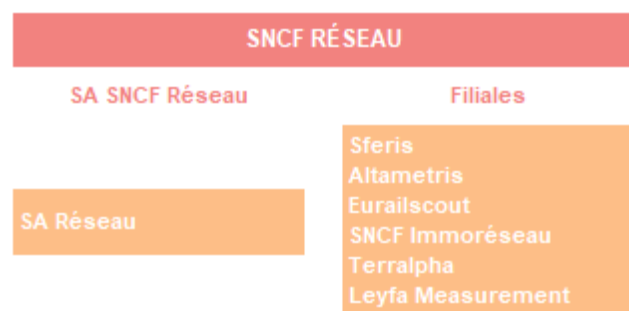 SNCF RÉSEAU
SA SNCF Réseau
Filiales
SA Réseau
Sferis
Altametris
Eurailscout
SNCF Immoréseau
Terralpha
Leyfa Measurement